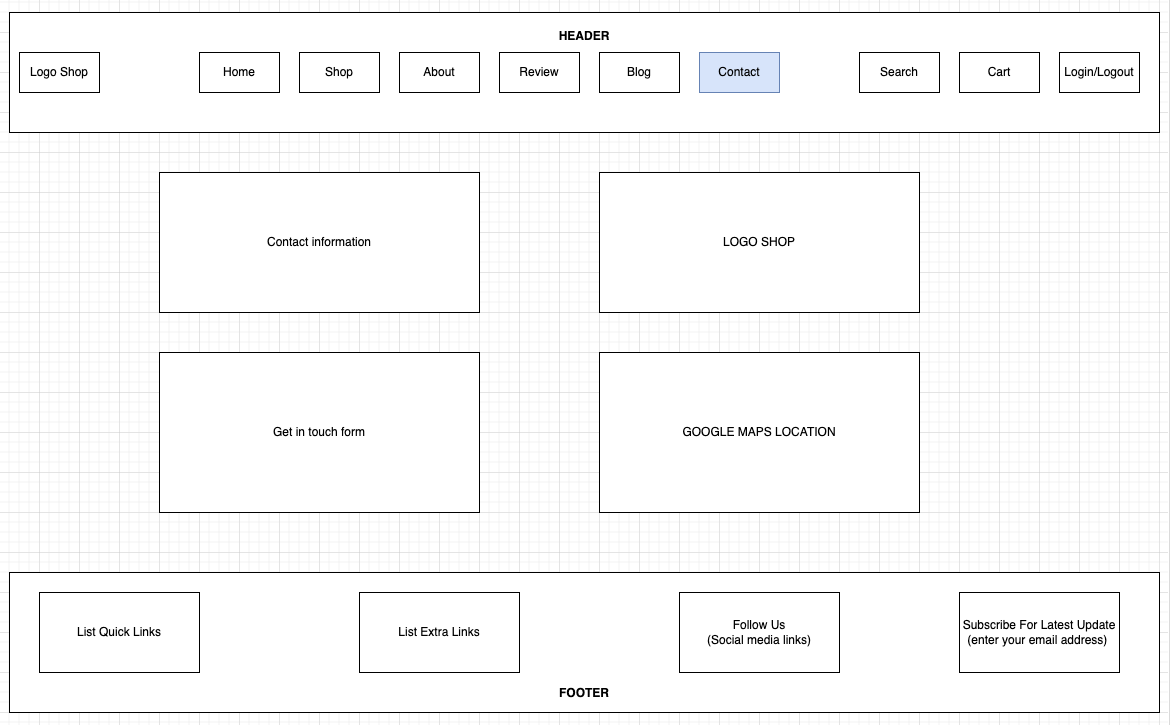 HEADER
Logo Shop
Home
Shop
About
Review
Blog
Contact
Search
Cart
Login/Logout
Contact information
LOGO SHOP
Get in touch form
GOOGLE MAPS LOCATION
List Quick Links
List Extra Links
Follow Us
(Social media links)
Subscribe For Latest Update
(enter your email address)
FOOTER